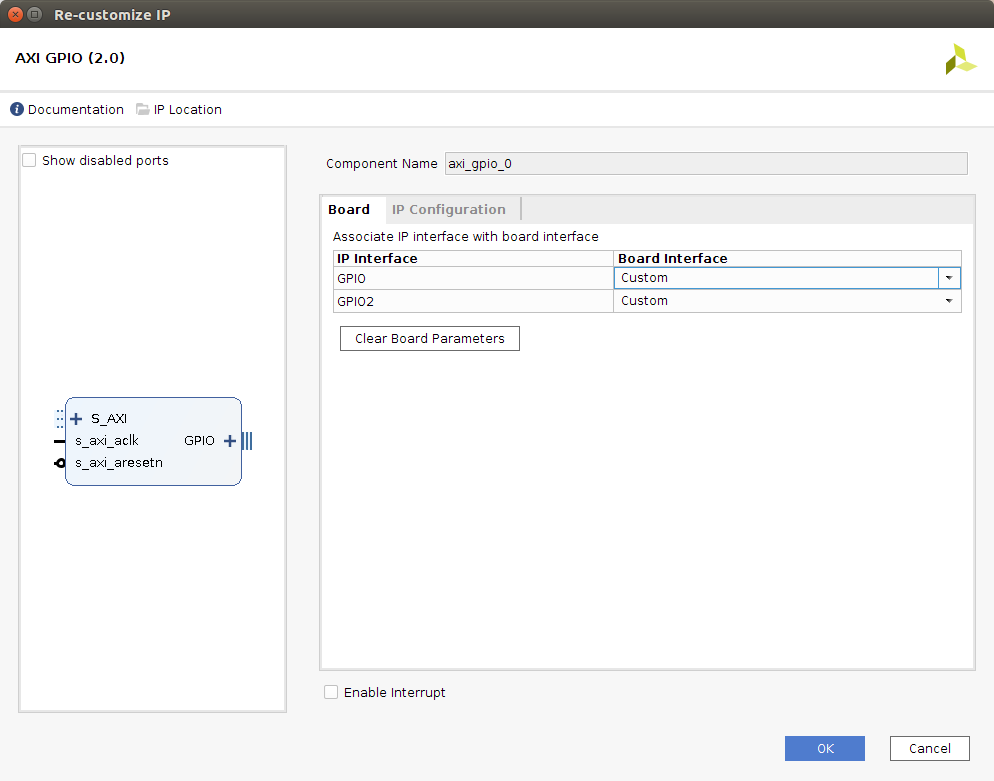 Re-customize IP
AXI GPIO (2.0)
Documentation IP Location
Show disabled ports
S_AXI
s_axi_aclk GPIO
s_axi_aresetn
Component Name axi_gpio_0
Board IP Configuration
Associate IP interface with board interface
IP Interface Board Interface
GPIO Custom
GPIO2 Custom
Clear Board Parameters
Enable Interrupt
OK Cancel